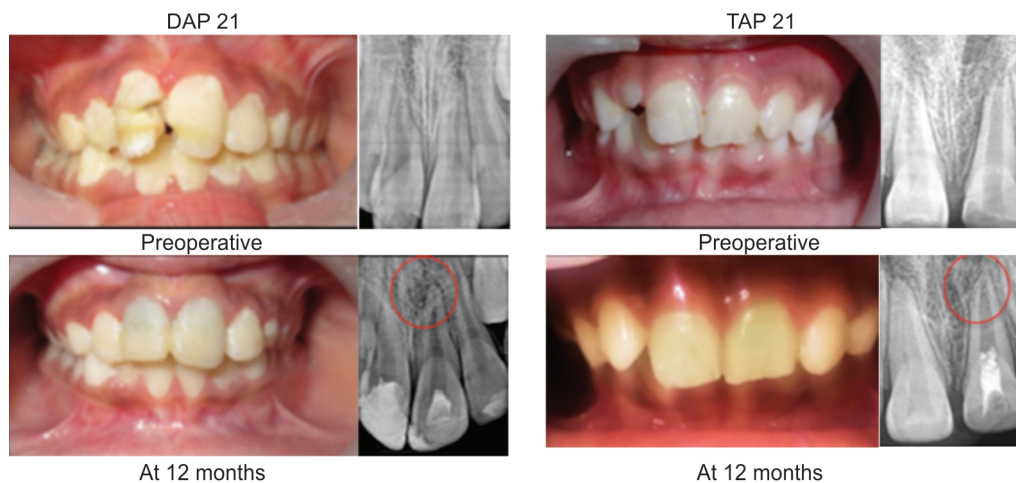 DAP 21
TAP 21
Preoperative
Preoperative
At 12 months
At 12 months